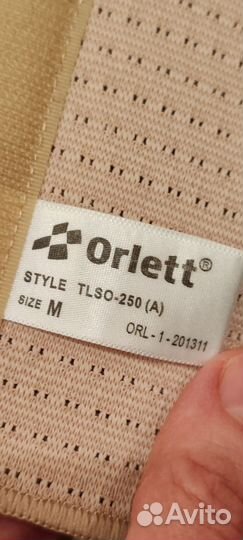 Orlett®
STYLE TLSO-250 (A)
SIZE M
ORL-1-201311
Avito